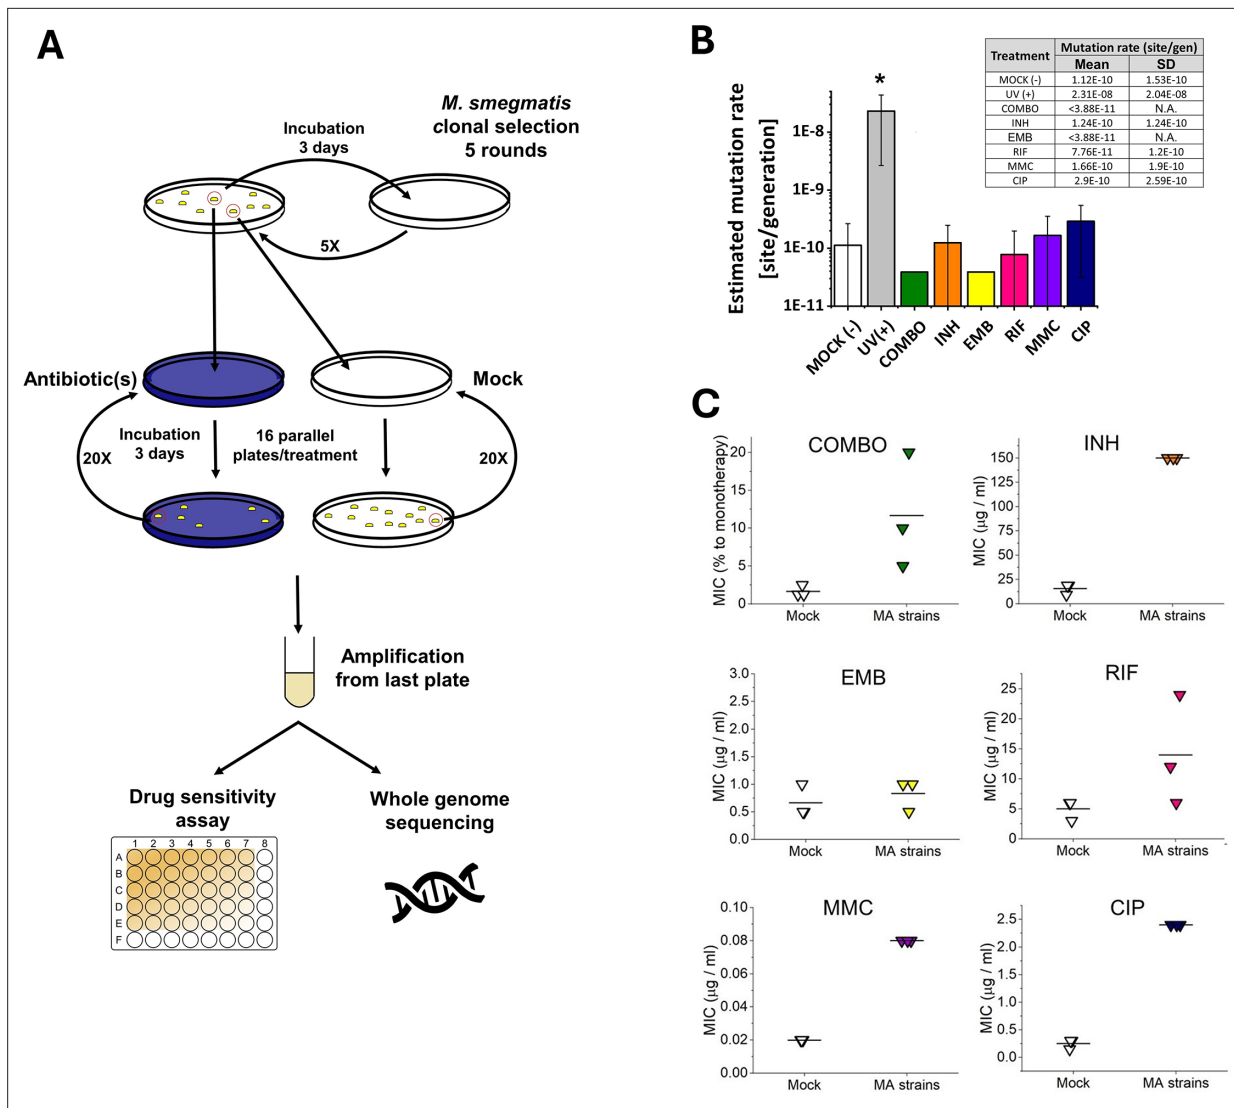 A
M. smegmatis
clonal selection
5 rounds
Incubation
3 days
5X
Antibiotic(s)
Mock
Incubation
3 days
16 parallel
plates/treatment
20X
20X
Amplification
from last plate
Drug sensitivity
assay
Whole genome
sequencing
1 2 3 4 5 6 7 8
A
B
C
D
E
F
B
Treatment Mutation rate (site/gen)
Mean SD
MOCK (-) 1.12E-10 1.53E-10
UV (+) 2.31E-08 2.04E-08
COMBO <3.88E-11 N.A.
INH 1.24E-10 1.24E-10
EMB <3.88E-11 N.A.
RIF 7.76E-11 1.2E-10
MMC 1.66E-10 1.9E-10
CIP 2.9E-10 2.59E-10
*
Estimated mutation rate
[site/generation]
1E-8
1E-9
1E-10
1E-11
MOCK (-) UV(+) COMBO INH EMB RIF MMC CIP
C
COMBO
MIC (% to monotherapy)
20
15
10
5
0
Mock MA strains
INH
MIC (µg / ml)
150
125
100
75
50
25
0
Mock MA strains
EMB
MIC (µg / ml)
3.0
2.5
2.0
1.5
1.0
0.5
0.0
Mock MA strains
RIF
MIC (µg / ml)
25
20
15
10
5
0
Mock MA strains
MMC
MIC (µg / ml)
0.10
0.08
0.06
0.04
0.02
0.00
Mock MA strains
CIP
MIC (µg / ml)
2.5
2.0
1.5
1.0
0.5
0.0
Mock MA strains